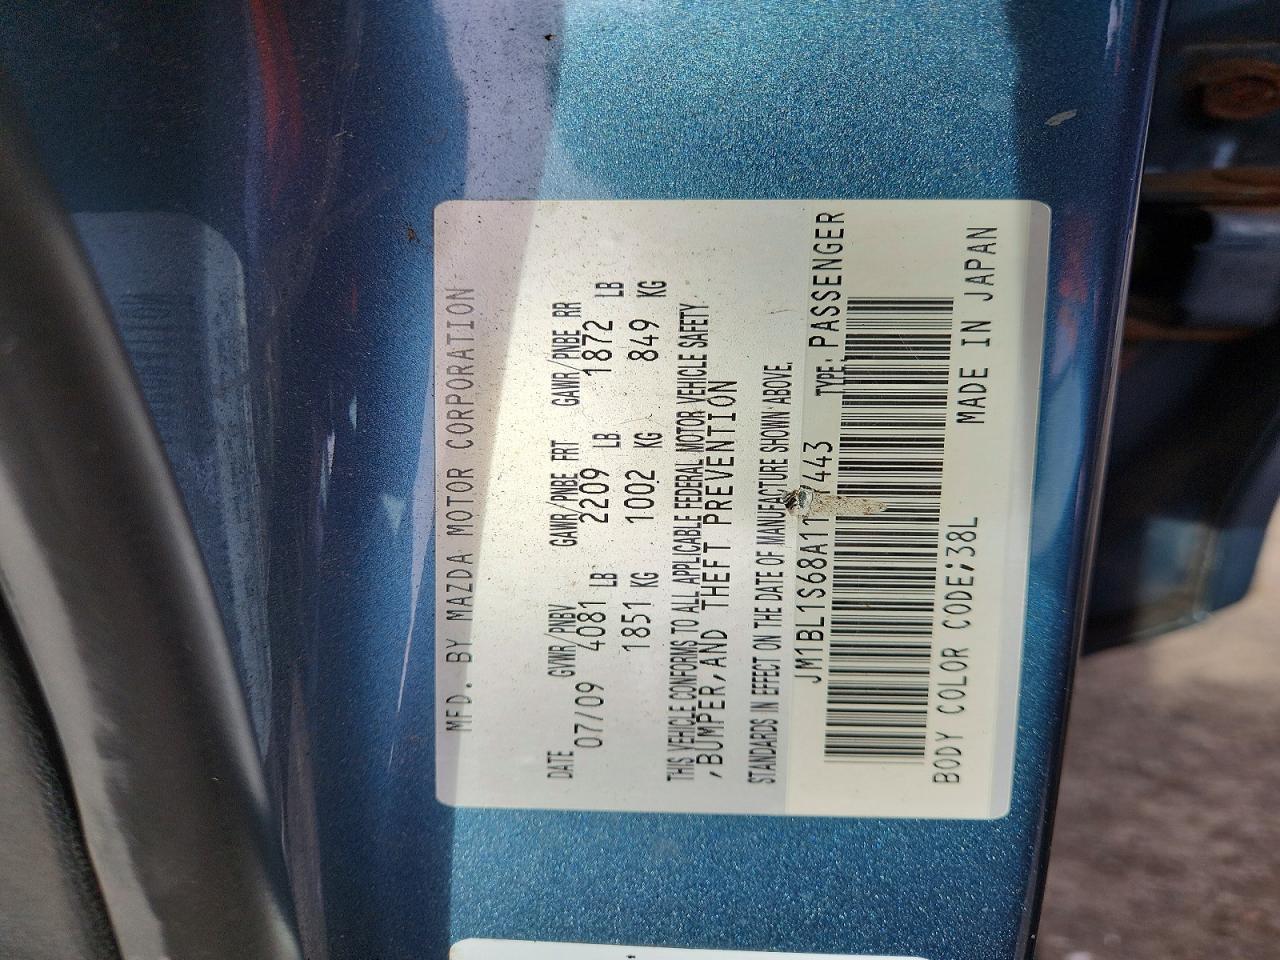 MFD. BY MAZDA MOTOR CORPORATION
DATE GVWR/PNBV GAWR/PNBE FRT GAWR/PNBE RR
07/09 4081 LB 2209 LB 1872 LB
1851 KG 1002 KG 849 KG
THIS VEHICLE CONFORMS TO ALL APPLICABLE FEDERAL MOTOR VEHICLE SAFETY
,BUMPER,AND THEFT PREVENTION
STANDARDS IN EFFECT ON THE DATE OF MANUFACTURE SHOWN ABOVE.
TYPE: PASSENGER
BODY COLOR CODE;38L MADE IN JAPAN